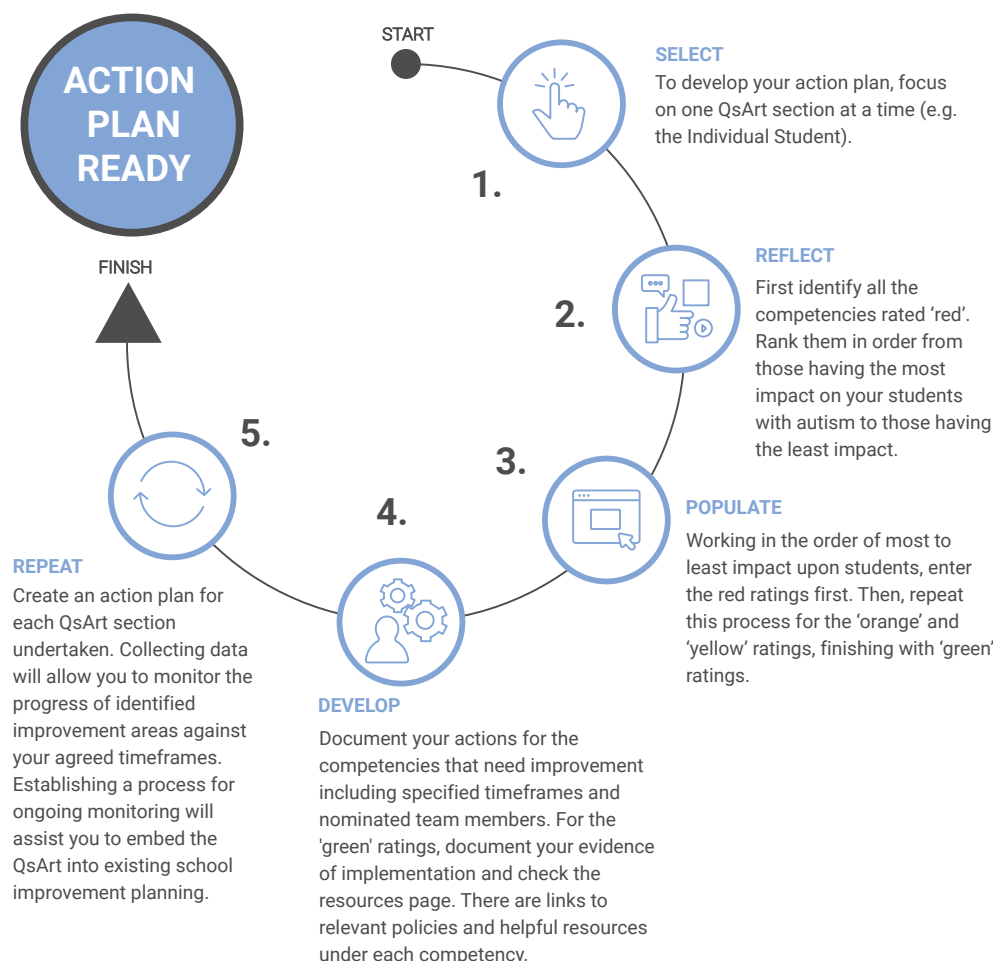 ACTION
PLAN
READY
START
SELECT
To develop your action plan, focus
on one QsArt section at a time (e.g.
the Individual Student).
1.
REFLECT
First identify all the
competencies rated ‘red’.
Rank them in order from
those having the most
impact on your students
with autism to those having
the least impact.
2.
FINISH
3.
POPULATE
Working in the order of most to
least impact upon students, enter
the red ratings first. Then, repeat
this process for the ‘orange’ and
‘yellow’ ratings, finishing with ‘green’
ratings.
4.
DEVELOP
Document your actions for the
competencies that need improvement
including specified timeframes and
nominated team members. For the
'green' ratings, document your evidence
of implementation and check the
resources page. There are links to
relevant policies and helpful resources
under each competency.
5.
REPEAT
Create an action plan for
each QsArt section
undertaken. Collecting data
will allow you to monitor the
progress of identified
improvement areas against
your agreed timeframes.
Establishing a process for
ongoing monitoring will
assist you to embed the
QsArt into existing school
improvement planning.